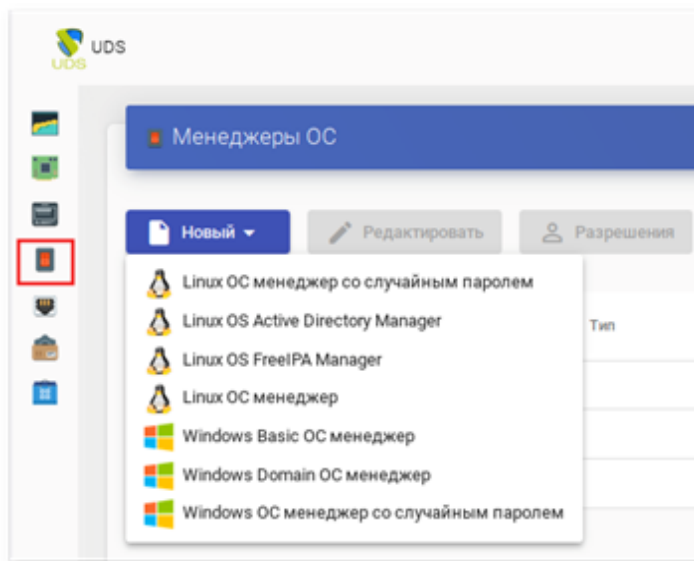 UDS
UDS
Менеджеры ОС
Новый
Редактировать
Разрешения
Linux ОС менеджер со случайным паролем
Linux OS Active Directory Manager
Тип
Linux OS FreeIPA Manager
Linux ОС менеджер
Windows Basic ОС менеджер
Windows Domain ОС менеджер
Windows ОС менеджер со случайным паролем